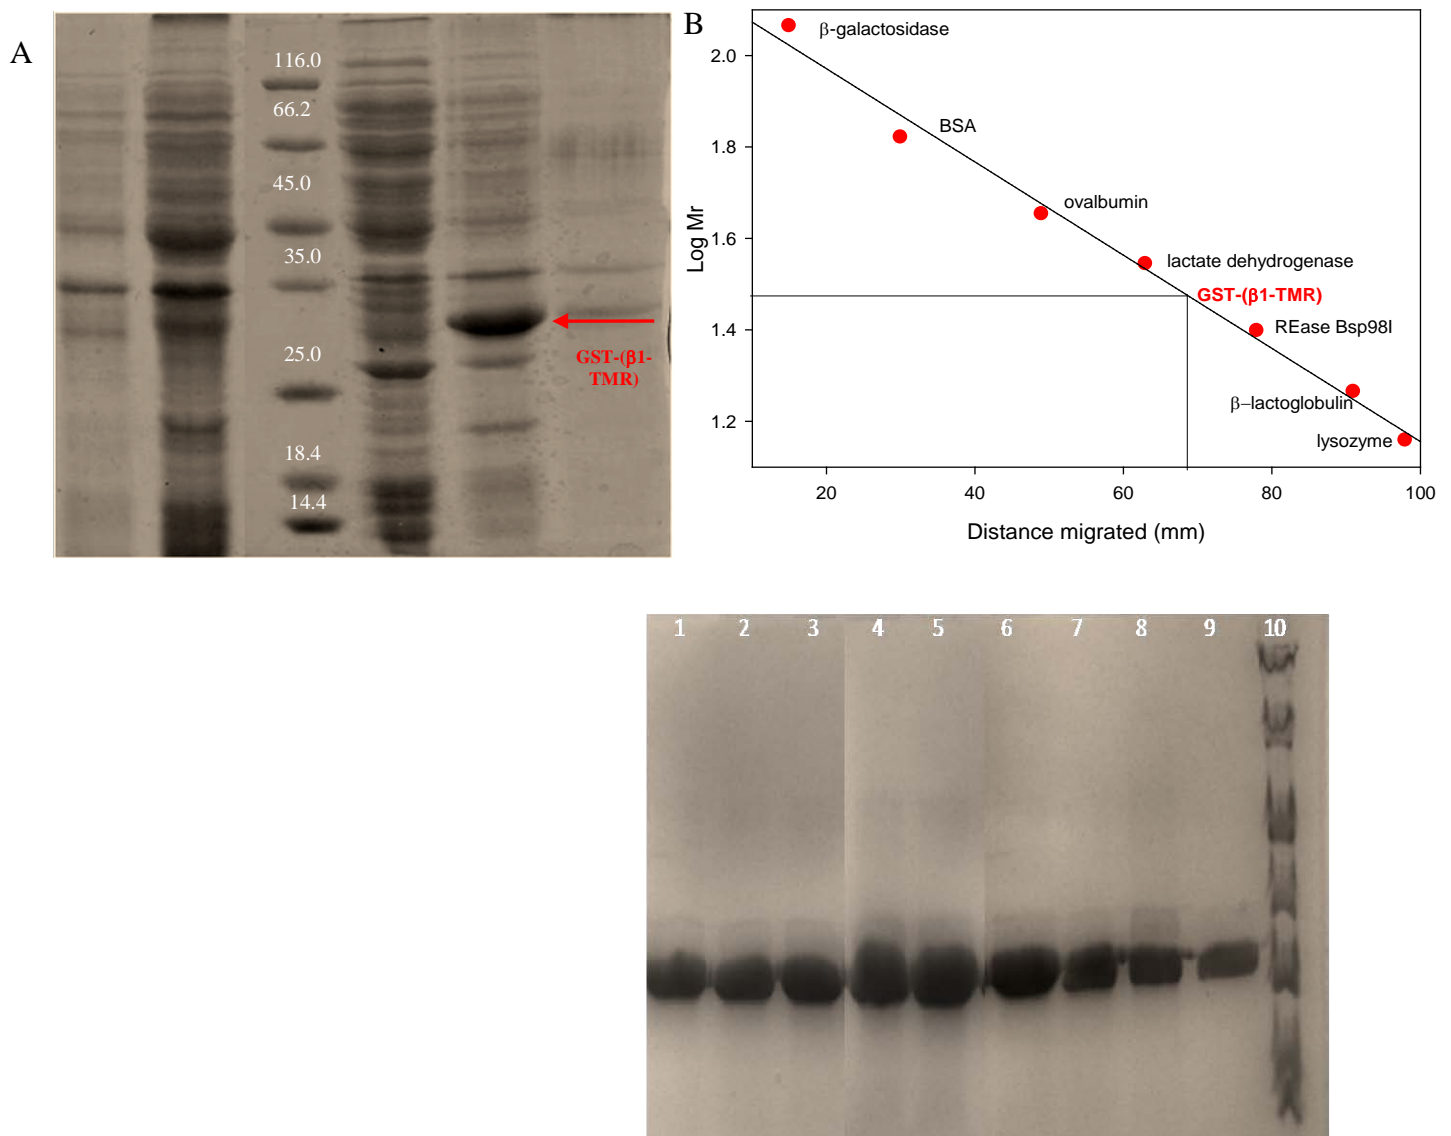 A
116.0
66.2
45.0
35.0
25.0
18.4
14.4
GST-(β1-
TMR)
B
β-galactosidase
BSA
ovalbumin
lactate dehydrogenase
GST-(β1-TMR)
REase Bsp98I
β–lactoglobulin
lysozyme
2.0
1.8
1.6
1.4
1.2
Log Mr
20 40 60 80 100
Distance migrated (mm)
1 2 3 4 5 6 7 8 9 10